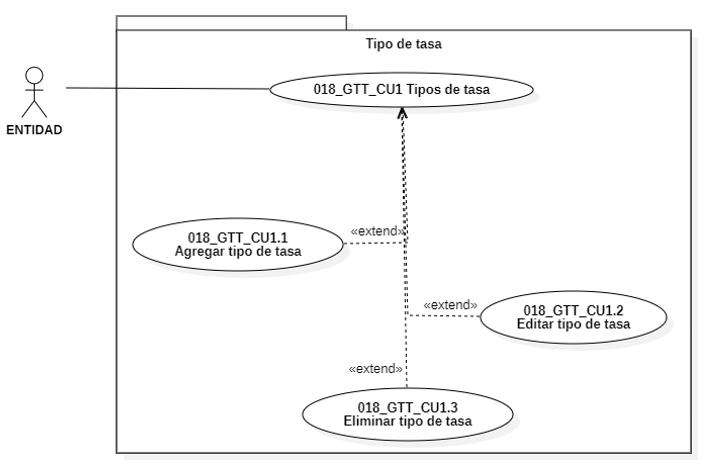 Tipo de tasa
018_GTT_CU1 Tipos de tasa
ENTIDAD
«extend»
018_GTT_CU1.1
Agregar tipo de tasa
«extend»
018_GTT_CU1.2
Editar tipo de tasa
«extend»
018_GTT_CU1.3
Eliminar tipo de tasa